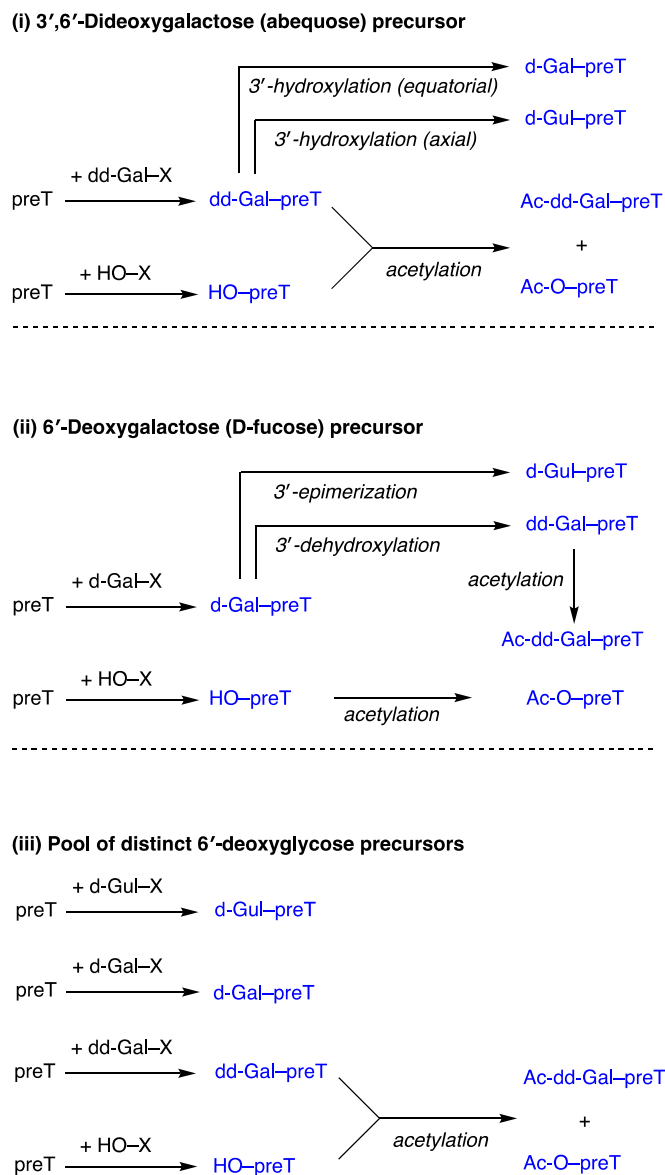 (i) 3′,6′-Dideoxygalactose (abequose) precursor
d-Gal–preT
3′-hydroxylation (equatorial)
d-Gul–preT
3′-hydroxylation (axial)
+ dd-Gal–X
preT
dd-Gal–preT
Ac-dd-Gal–preT
+
acetylation
+ HO–X
preT
HO–preT
Ac-O–preT
(ii) 6′-Deoxygalactose (D-fucose) precursor
d-Gul–preT
3′-epimerization
dd-Gal–preT
3′-dehydroxylation
acetylation
+ d-Gal–X
preT
d-Gal–preT
Ac-dd-Gal–preT
+ HO–X
preT
HO–preT
acetylation
Ac-O–preT
(iii) Pool of distinct 6′-deoxyglycose precursors
+ d-Gul–X
preT
d-Gul–preT
+ d-Gal–X
preT
d-Gal–preT
+ dd-Gal–X
preT
dd-Gal–preT
Ac-dd-Gal–preT
+
acetylation
+ HO–X
preT
HO–preT
Ac-O–preT